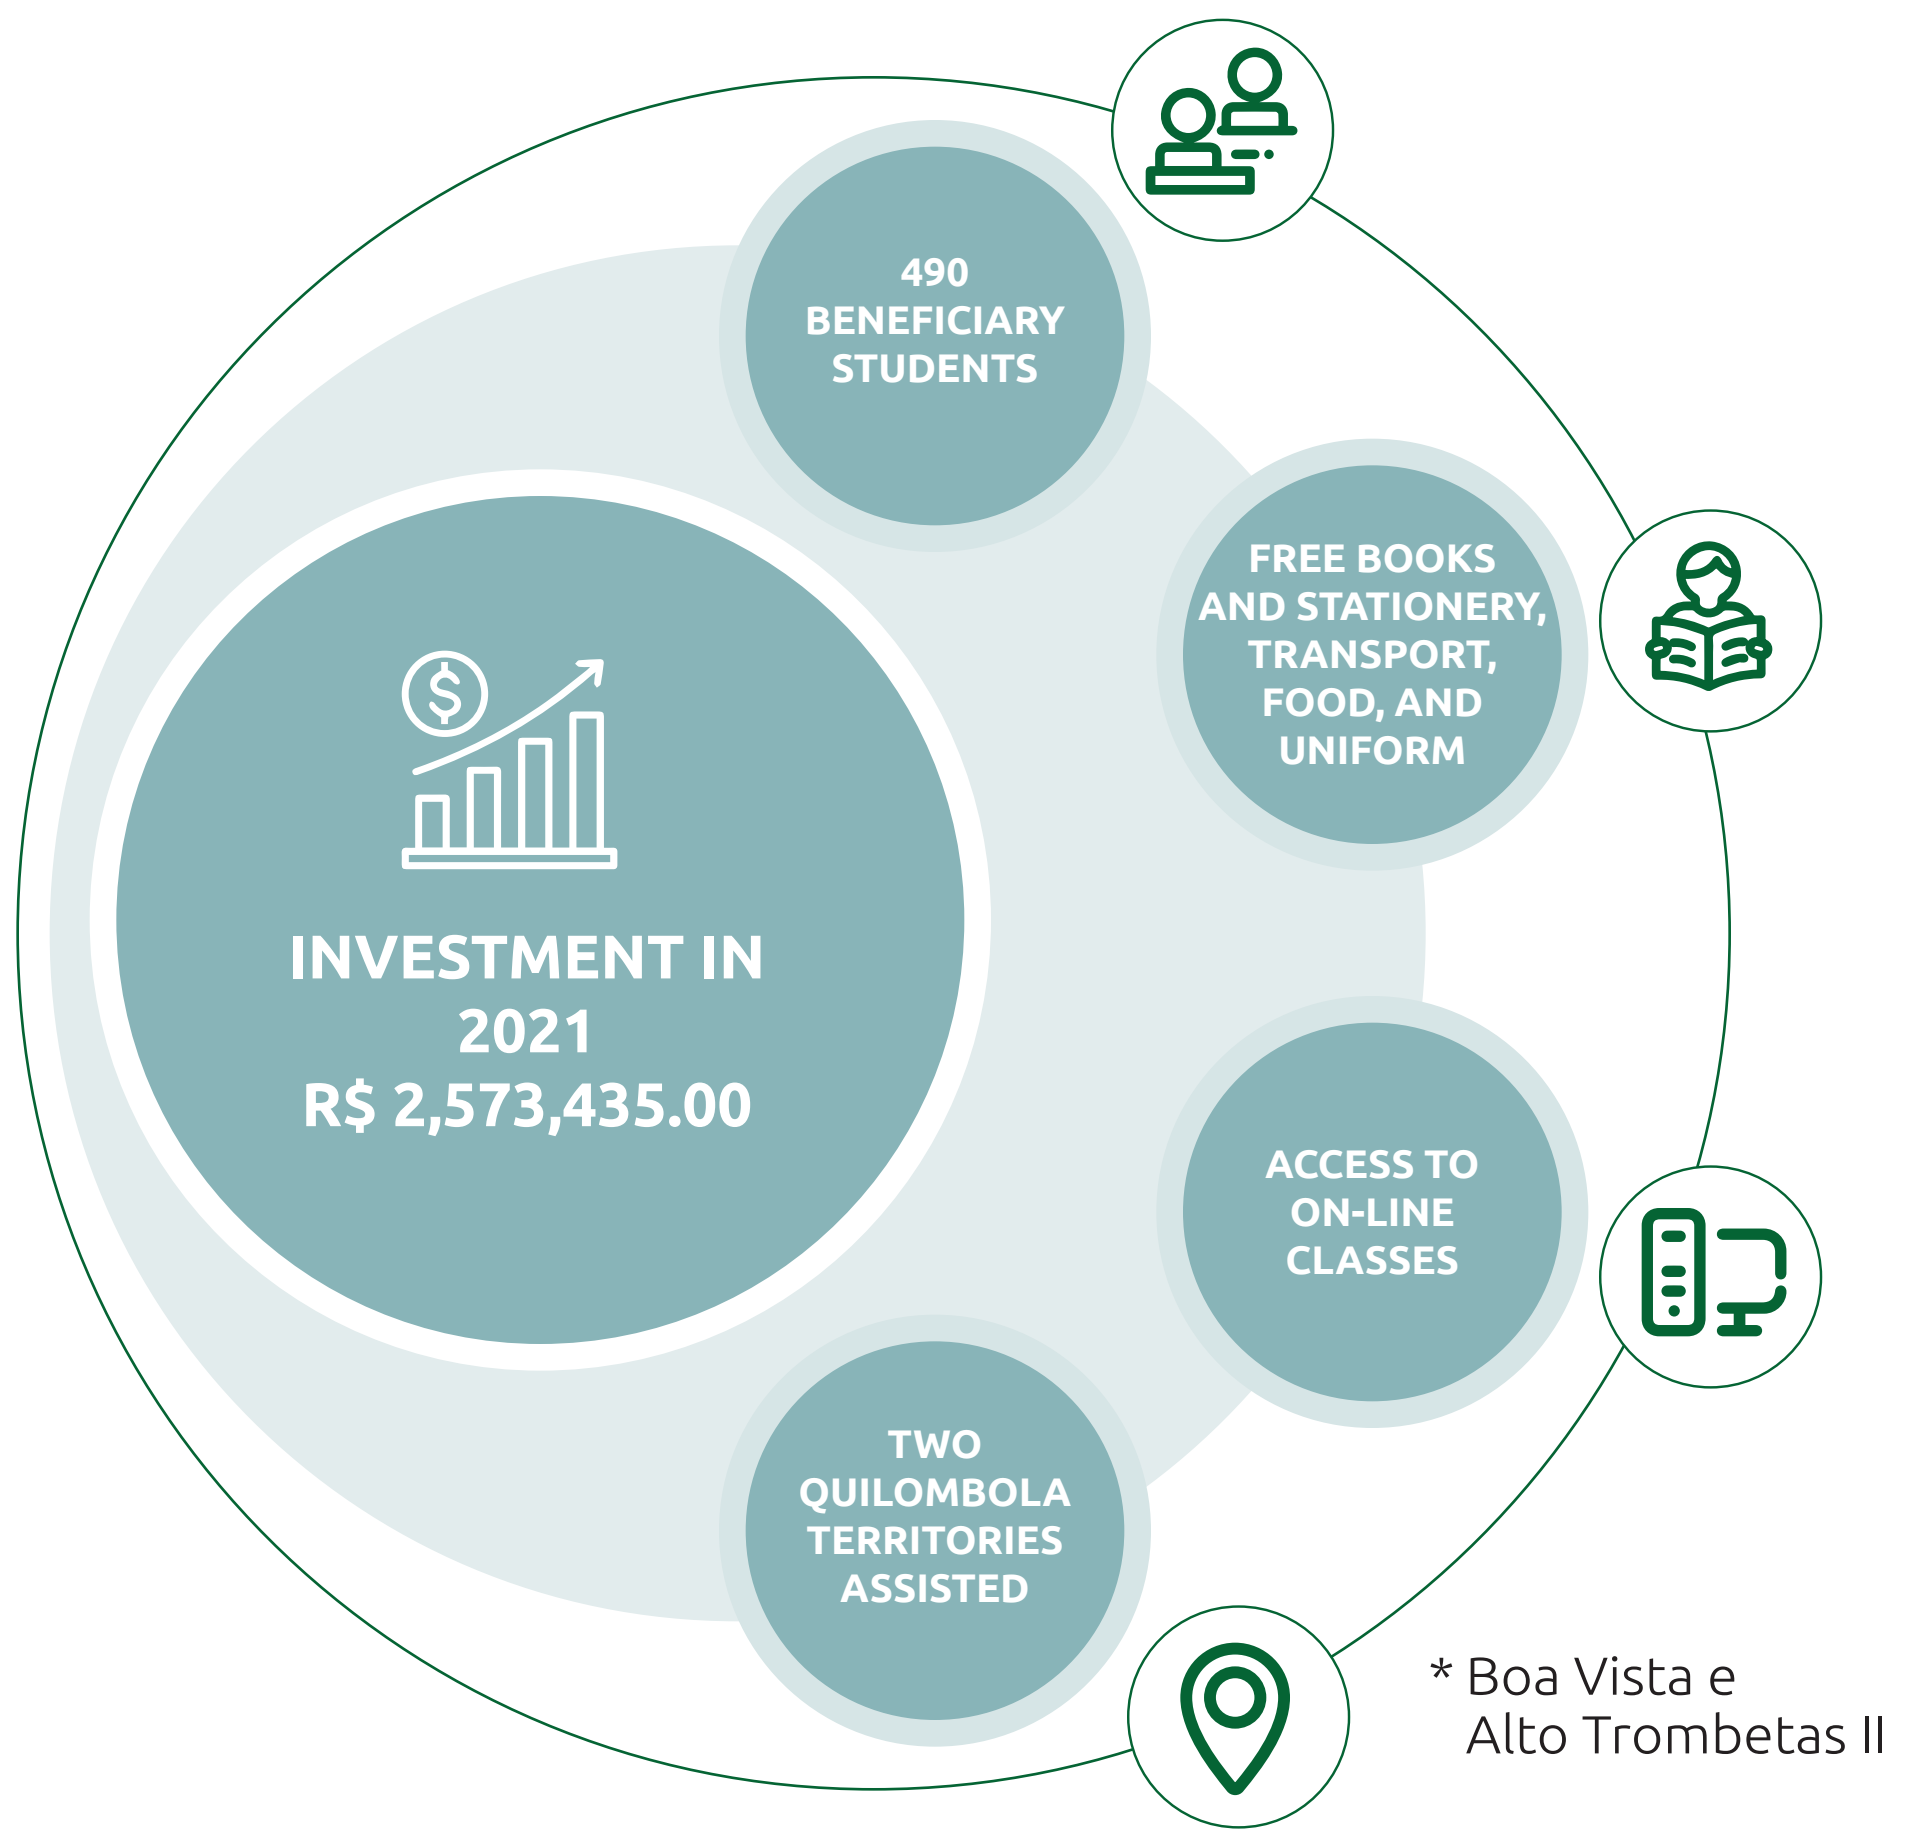 490
BENEFICIARY
STUDENTS
FREE BOOKS
AND STATIONERY,
TRANSPORT,
FOOD, AND
UNIFORM
INVESTMENT IN
2021
R$ 2,573,435.00
ACCESS TO
ON-LINE
CLASSES
TWO
QUILOMBOLA
TERRITORIES
ASSISTED
* Boa Vista e
Alto Trombetas II